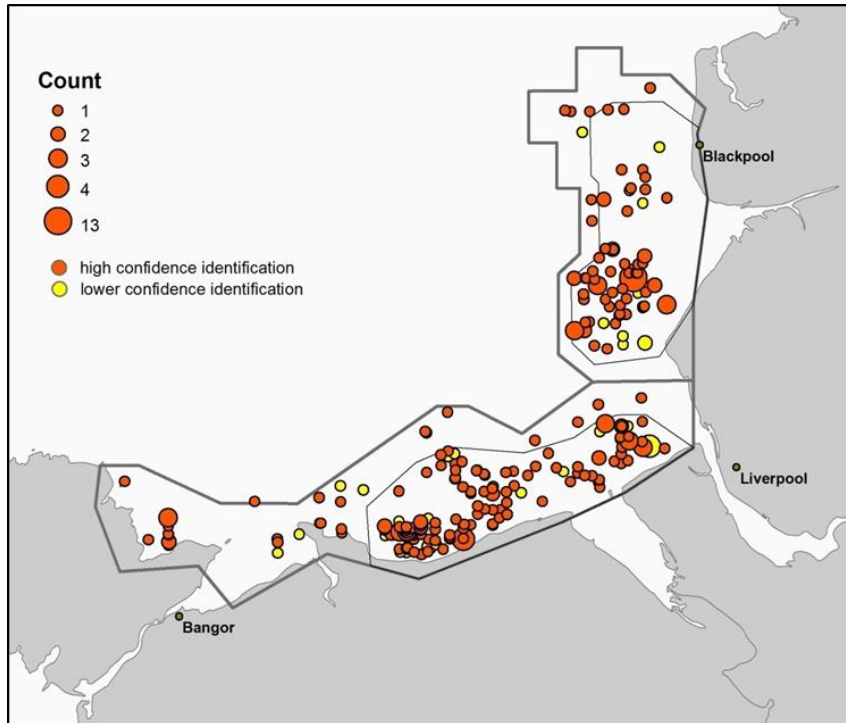 Count
1
2
3
4
13
high confidence identification
lower confidence identification
Blackpool
Liverpool
Bangor